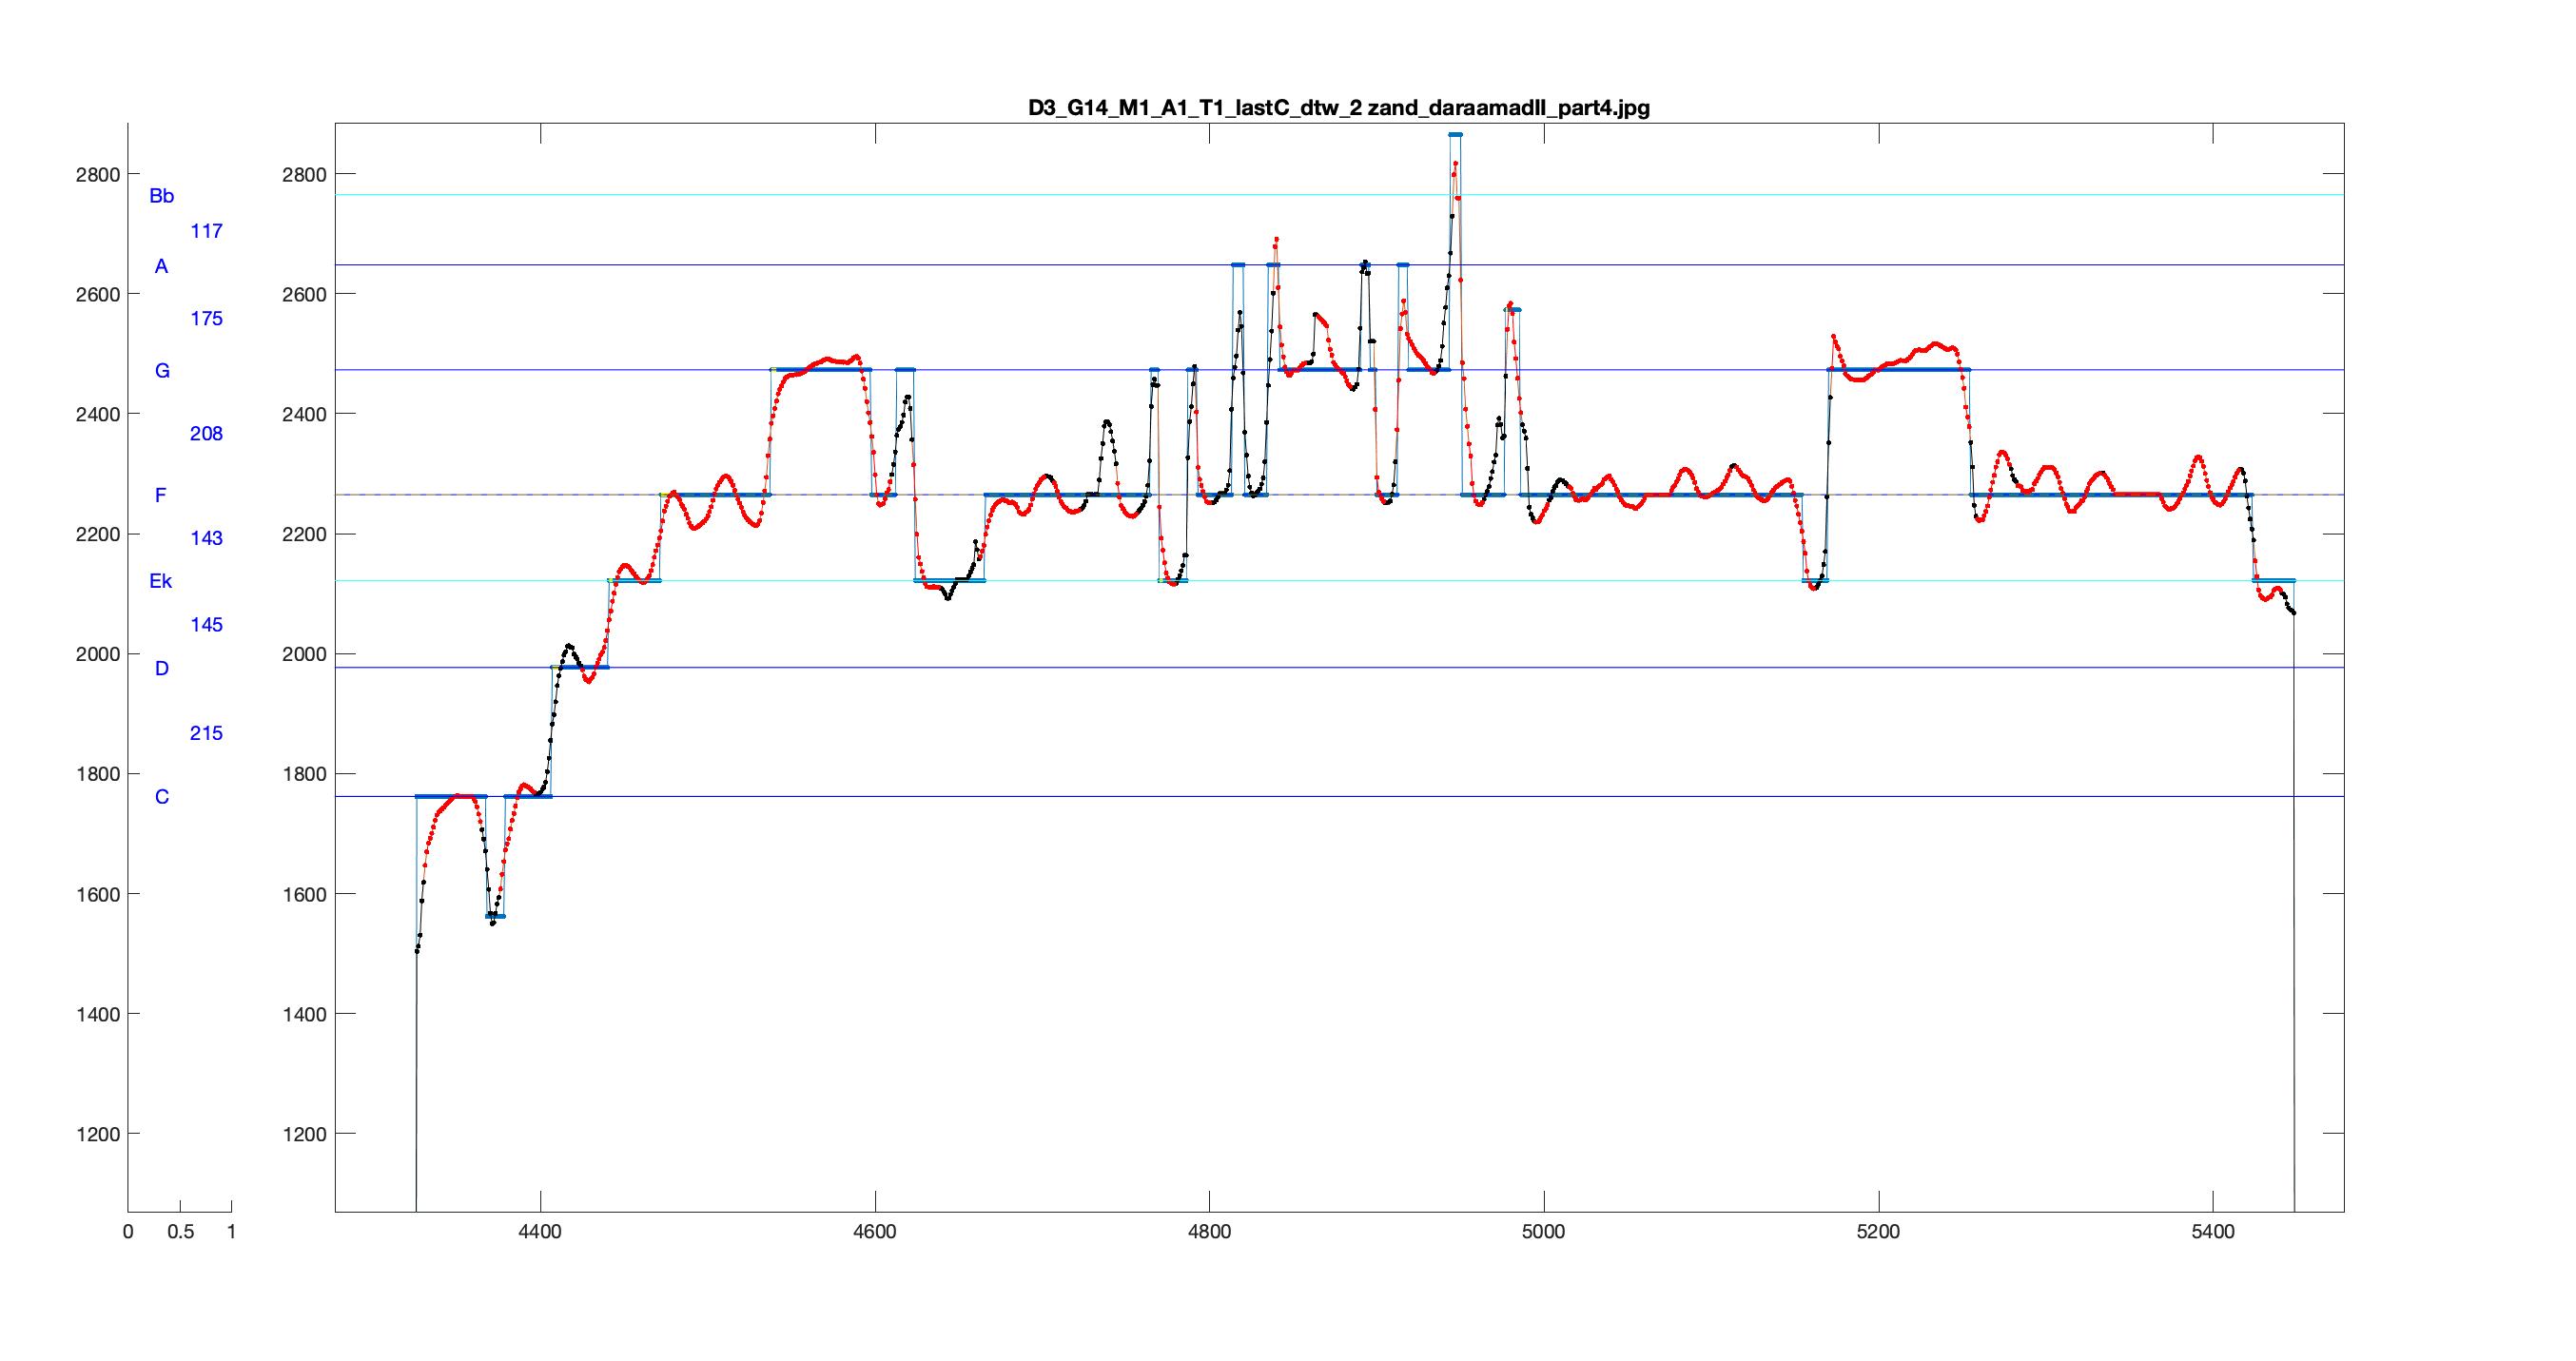 D3_G14_M1_A1_T1_lastC_dtw_2 zand_daraamadII_part4.jpg
2800 2800
Bb
117
A
2600 2600
175
G
2400 2400
208
F
143
2200 2200
Ek
145
2000 2000
D
215
1800 1800
C
1600 1600
1400 1400
1200 1200
0 0.5 1 4400 4600 4800 5000 5200 5400